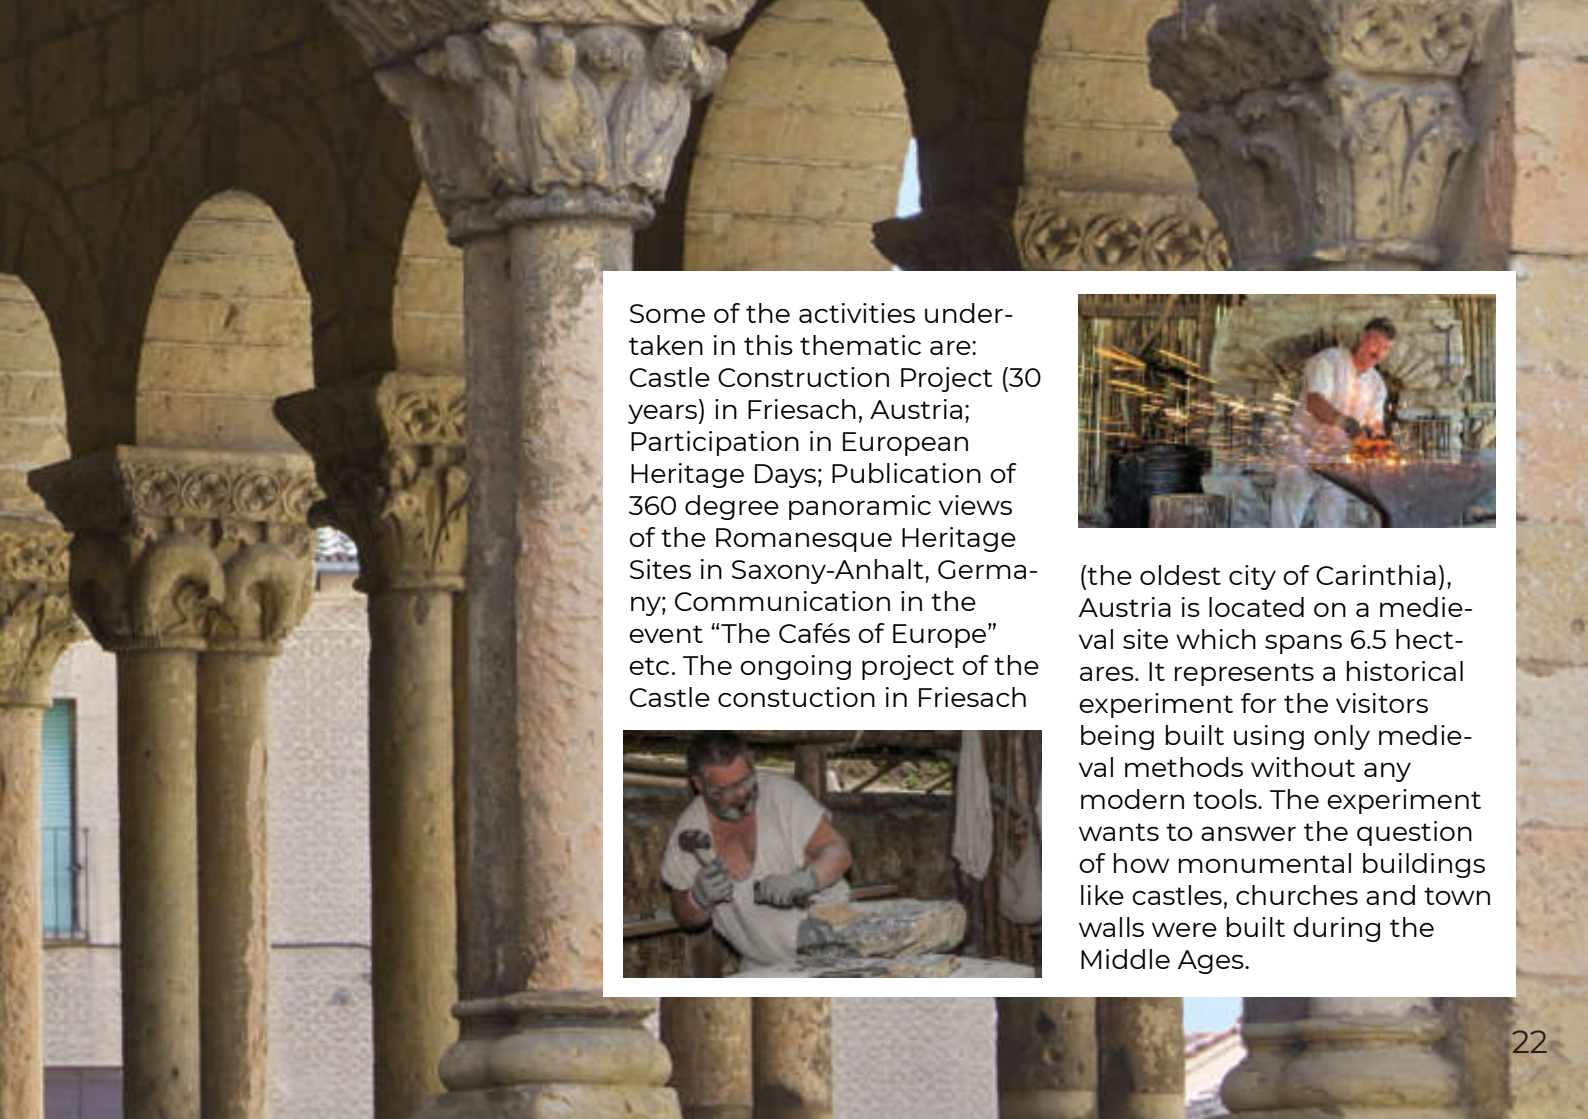 Some of the activities under-
taken in this thematic are:
Castle Construction Project (30
years) in Friesach, Austria;
Participation in European
Heritage Days; Publication of
360 degree panoramic views
of the Romanesque Heritage
Sites in Saxony-Anhalt, Germa-
ny; Communication in the
event “The Cafés of Europe”
etc. The ongoing project of the
Castle constuction in Friesach
(the oldest city of Carinthia),
Austria is located on a medie-
val site which spans 6.5 hect-
ares. It represents a historical
experiment for the visitors
being built using only medie-
val methods without any
modern tools. The experiment
wants to answer the question
of how monumental buildings
like castles, churches and town
walls were built during the
Middle Ages.
22